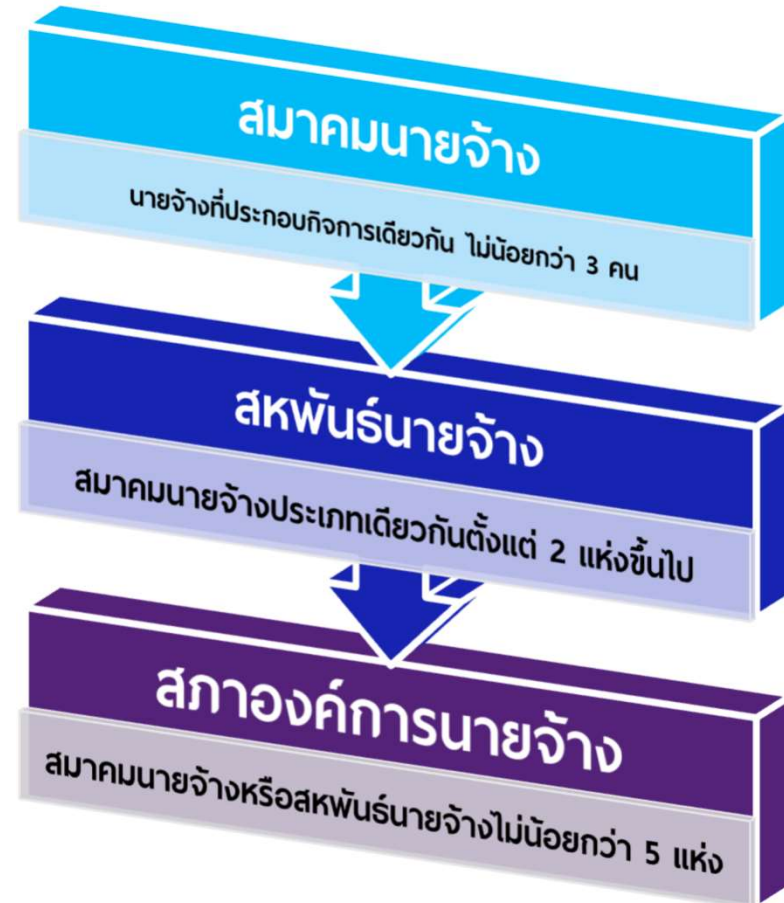 สมาคมนายจ้าง
นายจ้างที่ประกอบกิจการเดียวกัน ไม่น้อยกว่า 3 คน
สหพันธ์นายจ้าง
สมาคมนายจ้างประเภทเดียวกันตั้งแต่ 2 แห่งขึ้นไป
สภาองค์การนายจ้าง
สมาคมนายจ้างหรือสหพันธ์นายจ้างไม่น้อยกว่า 5 แห่ง